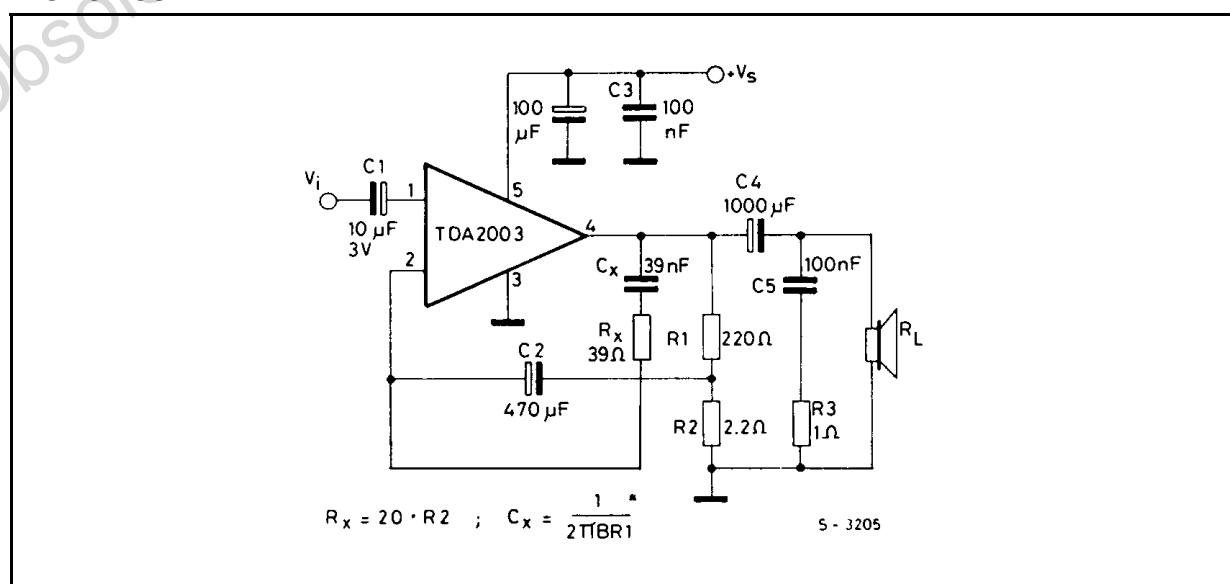 obsol
+Vs
C3
100 µF
100 nF
Vi
C1
10 µF
3V
1
2
5
TDA2003
4
3
C4
1000 µF
Cx
39nF
100nF
C5
Rx
39Ω
R1
220Ω
RL
C2
470 µF
R2
2.2Ω
R3
1Ω
Rx = 20 · R2 ; Cx = 1 / 2πBR1 *
S - 3205